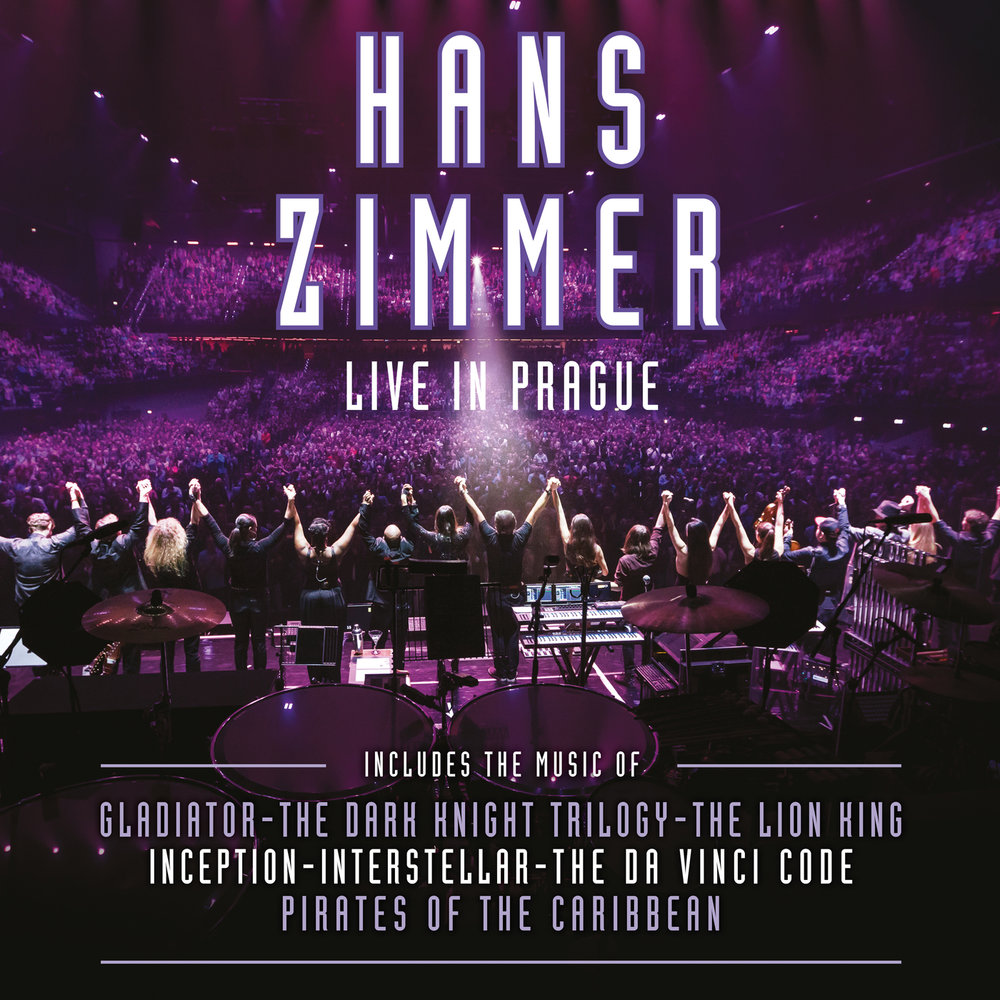 HANS
ZIMMER
LIVE IN PRAGUE
INCLUDES THE MUSIC OF
GLADIATOR-THE DARK KNIGHT TRILOGY-THE LION KING
INCEPTION-INTERSTELLAR-THE DA VINCI CODE
PIRATES OF THE CARIBBEAN